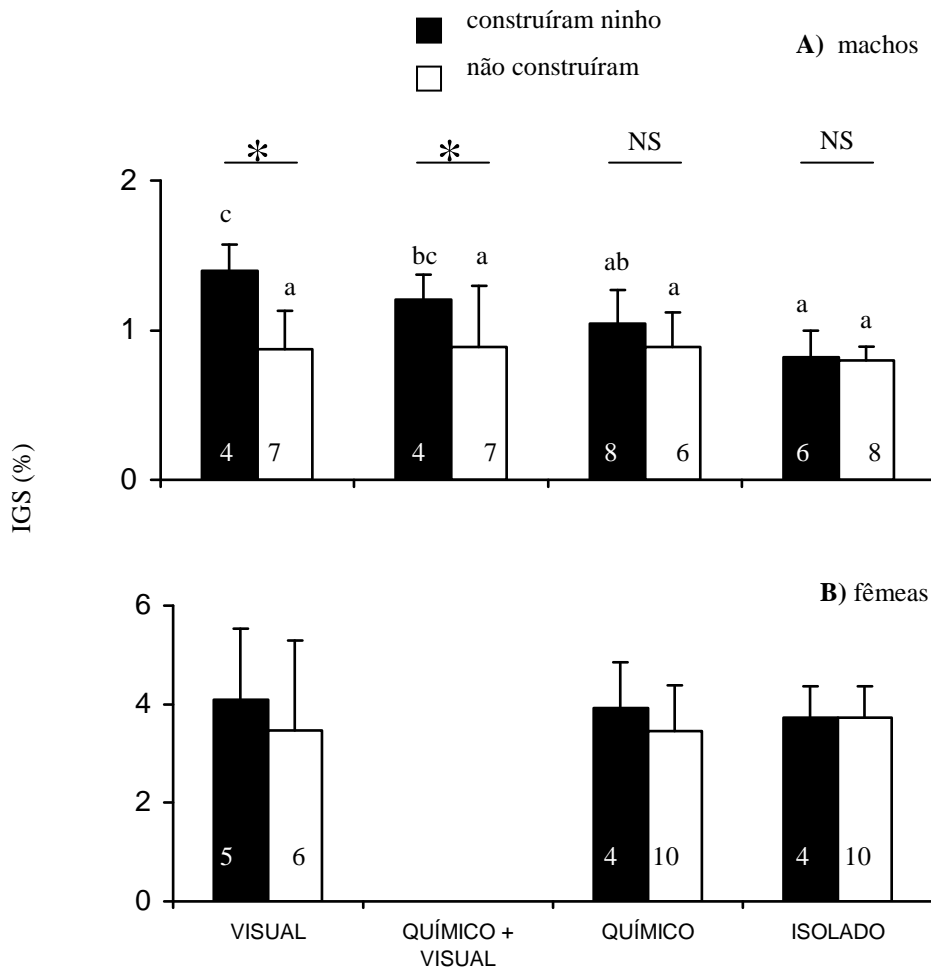 construíram ninho
não construíram
A) machos
* * NS NS
2
c
bc a ab a
a a a
1
4 7 4 7 8 6 6 8
0
IGS (%)
B) fêmeas
6
4
2
5 6 4 10 4 10
0
VISUAL QUÍMICO + QUÍMICO ISOLADO
VISUAL